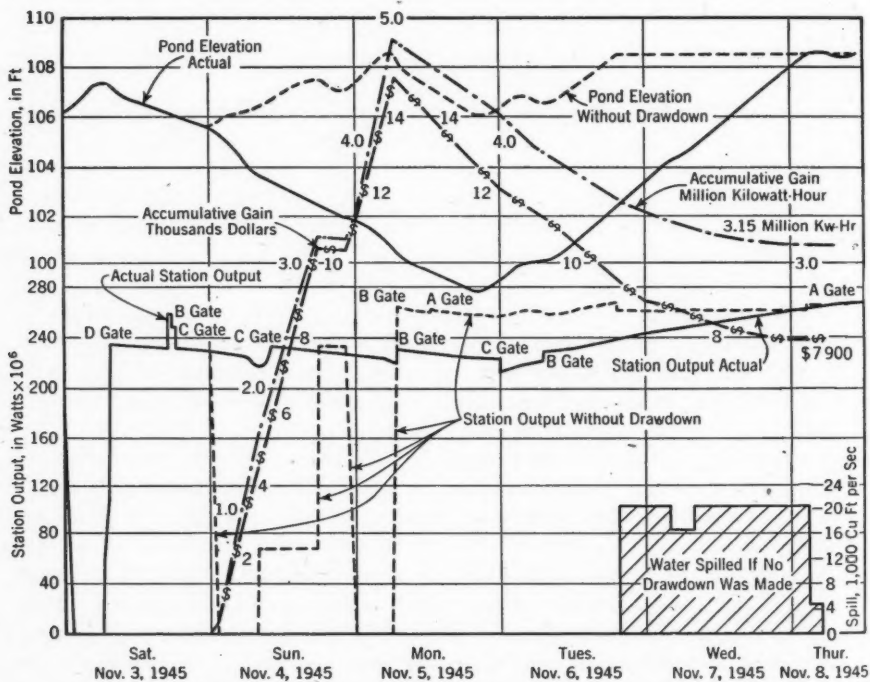 5.0
110
108
106
104
102
100
Pond Elevation, in Ft
Pond Elevation
Actual
14
14
4.0
4.0
Pond Elevation
Without Drawdown
12
12
Accumulative Gain
Thousands Dollars
Accumulative Gain
Million Kilowatt-Hour
3.15 Million Kw-Hr
3.0
10
10
3.0
280
240
200
160
120
80
40
0
Station Output, in Watts×10⁶
Actual Station Output
B Gate
C Gate
D Gate
C Gate
8
B Gate
A Gate
B Gate
C Gate
B Gate
A Gate
8
$7900
Station Output Actual
2.0
$ 6
Station Output Without Drawdown
4
1.0
2
24
20
16
12
8
4
0
Spill, 1,000 Cu Ft per Sec
Water Spilled If No
Drawdown Was Made
Sat.
Nov. 3, 1945
Sun.
Nov. 4, 1945
Mon.
Nov. 5, 1945
Tues.
Nov. 6, 1945
Wed.
Nov. 7, 1945
Thur.
Nov. 8, 1945